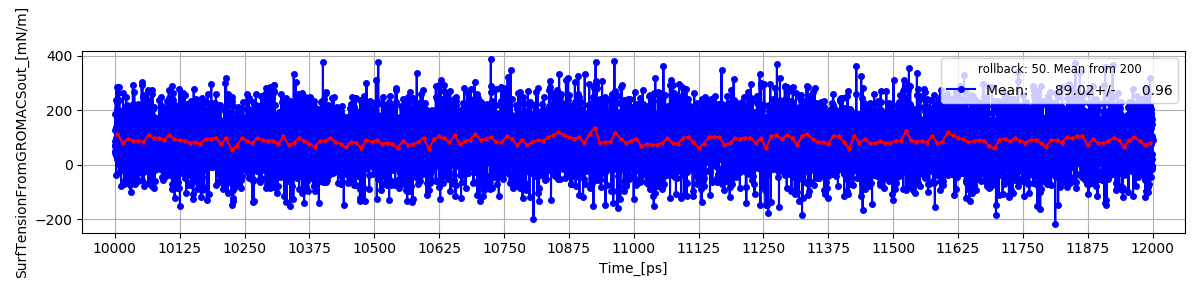 SurfTensionFromGROMACSout_[mN/m]
400
200
0
−200
rollback: 50. Mean from 200
Mean: 89.02+/- 0.96
10000 10125 10250 10375 10500 10625 10750 10875 11000 11125 11250 11375 11500 11625 11750 11875 12000
Time_[ps]